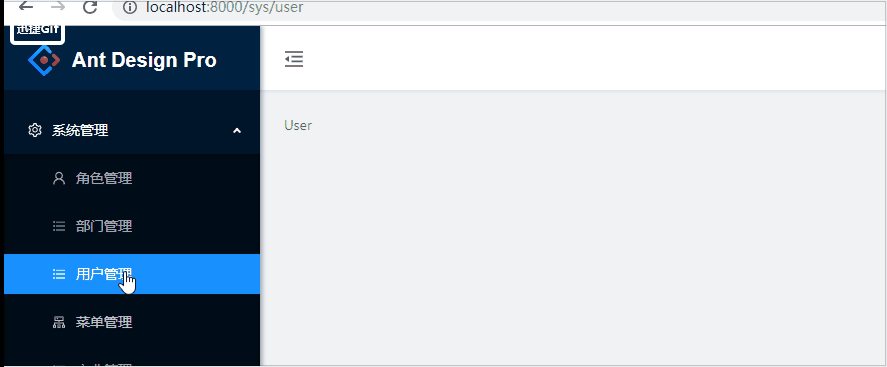 localhost:8000/sys/user
迅捷GIF
Ant Design Pro
系统管理
User
角色管理
部门管理
用户管理
菜单管理